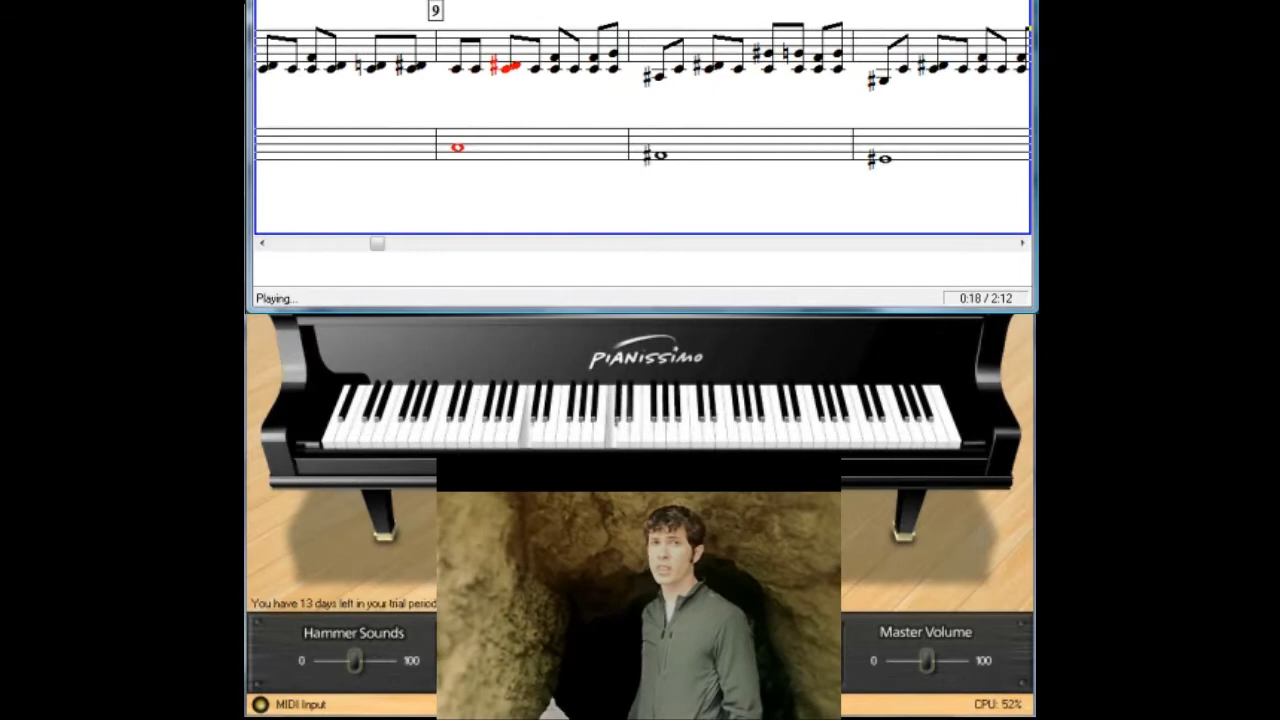 9
Playing...
0:18 / 2:12
PIANISSIMO
You have 13 days left in your trial period
Hammer Sounds
0
100
Master Volume
0
100
MIDI Input
CPU: 52%